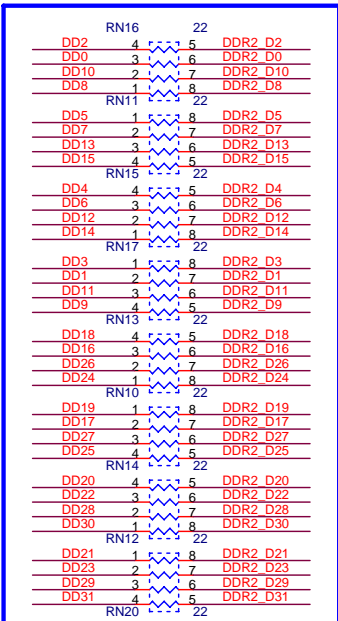 RN16 22
DD2 4 5 DDR2_D2
DD0 3 6 DDR2_D0
DD10 2 7 DDR2_D10
DD8 1 8 DDR2_D8
RN11 22
DD5 1 8 DDR2_D5
DD7 2 7 DDR2_D7
DD13 3 6 DDR2_D13
DD15 4 5 DDR2_D15
RN15 22
DD4 4 5 DDR2_D4
DD6 3 6 DDR2_D6
DD12 2 7 DDR2_D12
DD14 1 8 DDR2_D14
RN17 22
DD3 1 8 DDR2_D3
DD1 2 7 DDR2_D1
DD11 3 6 DDR2_D11
DD9 4 5 DDR2_D9
RN13 22
DD18 4 5 DDR2_D18
DD16 3 6 DDR2_D16
DD26 2 7 DDR2_D26
DD24 1 8 DDR2_D24
RN10 22
DD19 1 8 DDR2_D19
DD17 2 7 DDR2_D17
DD27 3 6 DDR2_D27
DD25 4 5 DDR2_D25
RN14 22
DD20 4 5 DDR2_D20
DD22 3 6 DDR2_D22
DD28 2 7 DDR2_D28
DD30 1 8 DDR2_D30
RN12 22
DD21 1 8 DDR2_D21
DD23 2 7 DDR2_D23
DD29 3 6 DDR2_D29
DD31 4 5 DDR2_D31
RN20 22